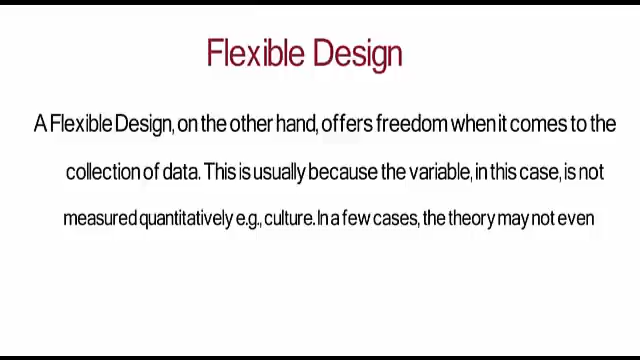 Flexible Design
A Flexible Design, on the other hand, offers freedom when it comes to the
collection of data. This is usually because the variable, in this case, is not
measured quantitatively e.g., culture. In a few cases, the theory may not even